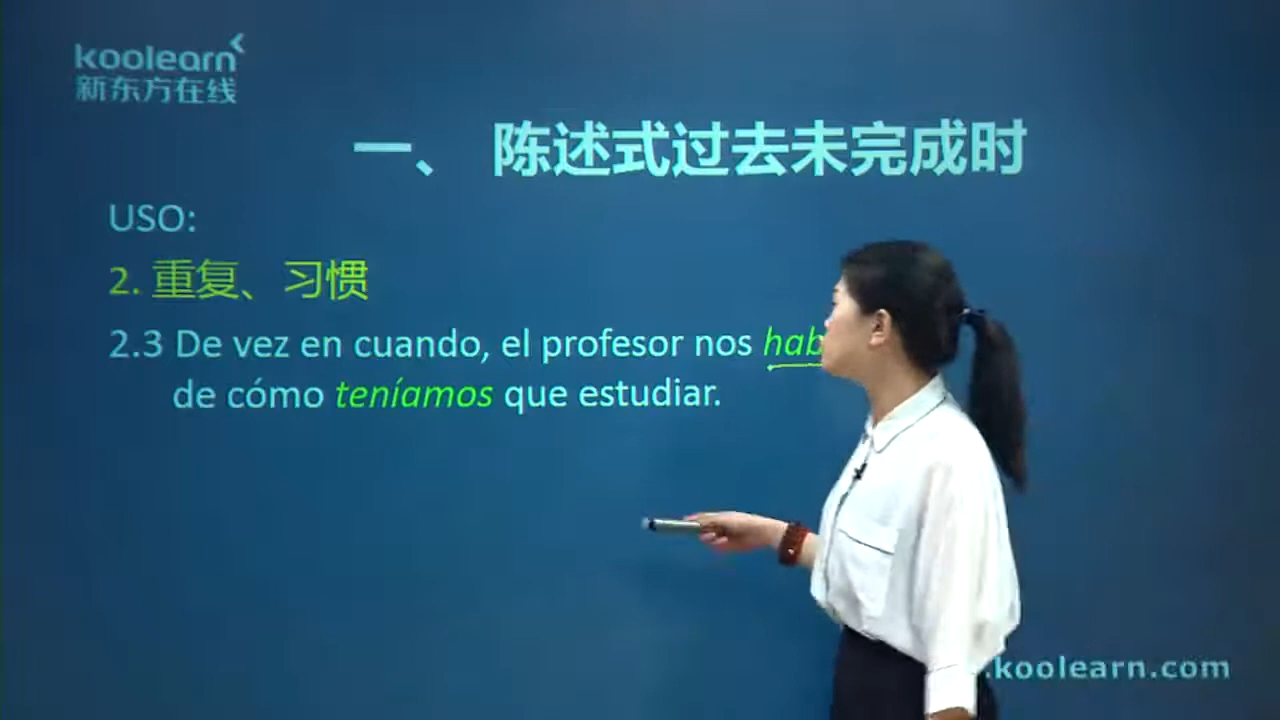 koolearn
新东方在线
一、 陈述式过去未完成时
USO:
2. 重复、习惯
2.3 De vez en cuando, el profesor nos
de cómo teníamos que estudiar.
.koolearn.com